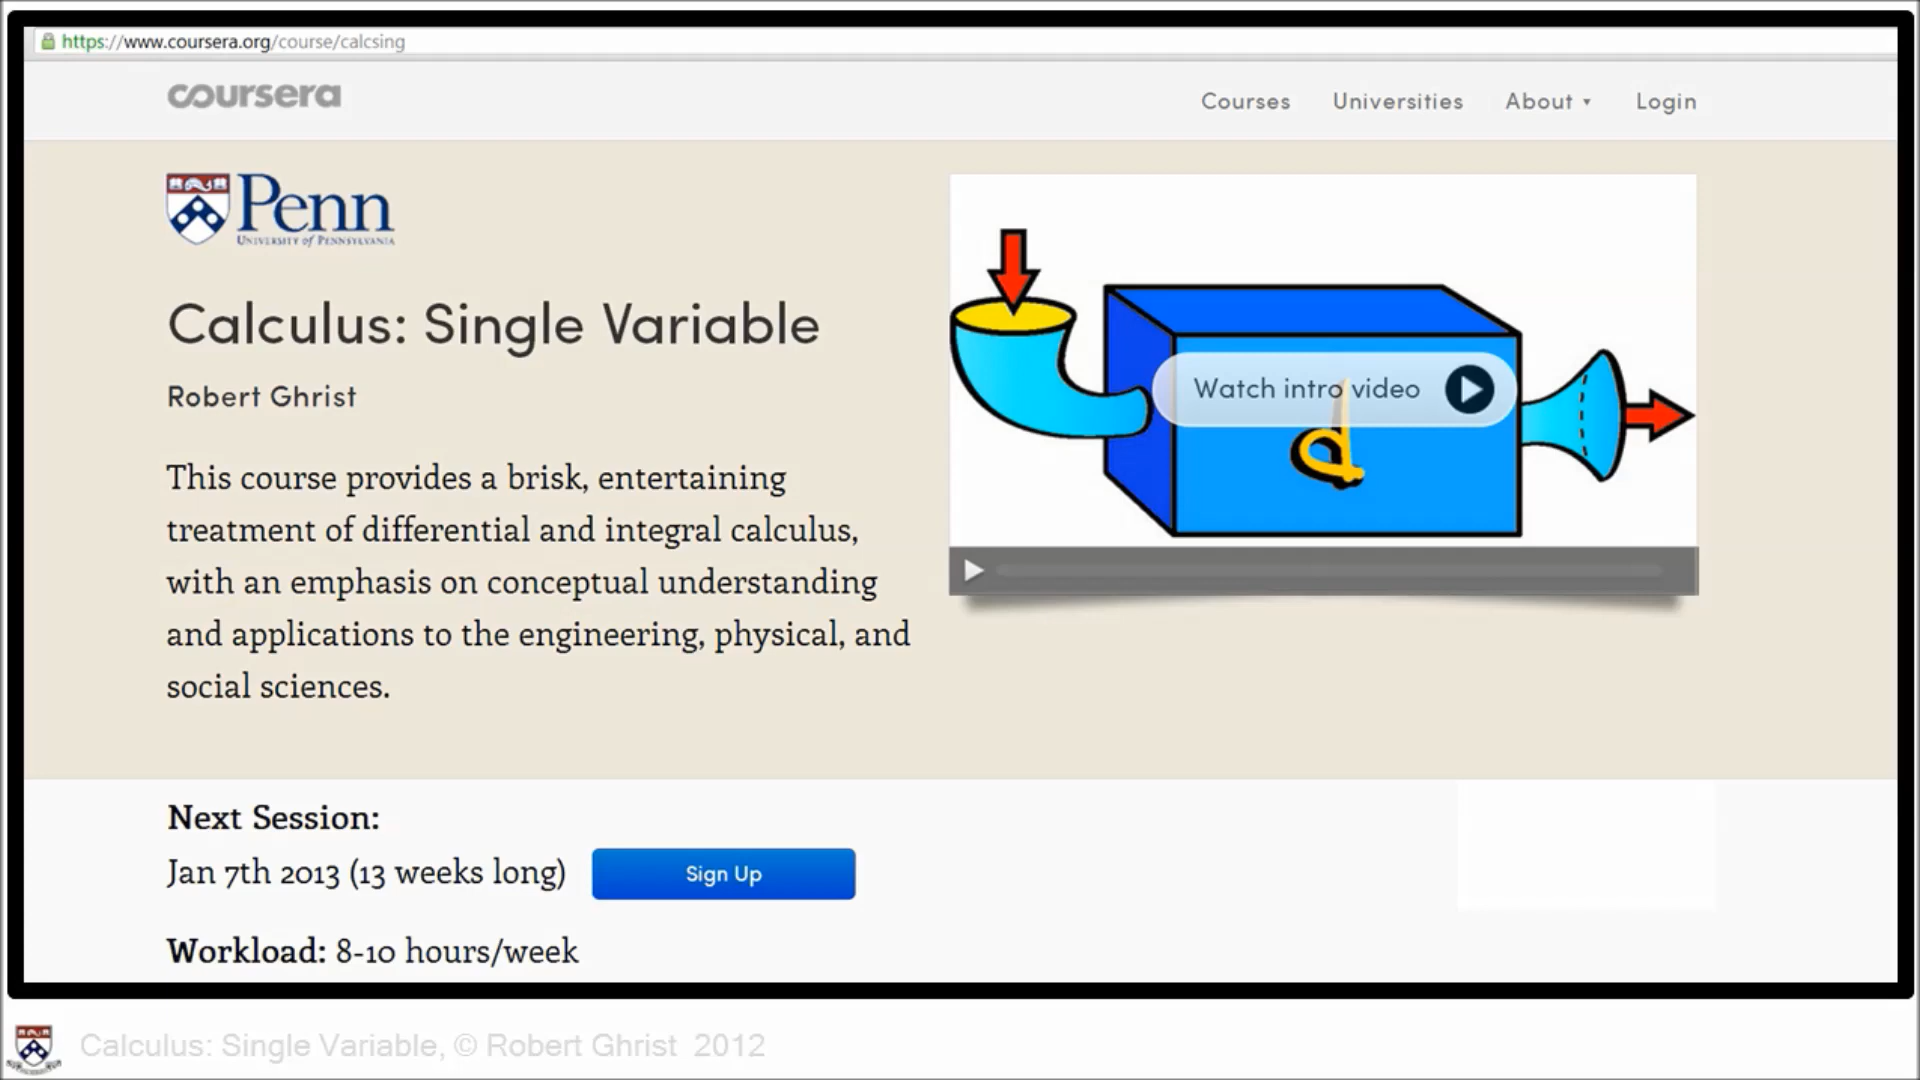 https://www.coursera.org/course/calcsing
coursera
Courses Universities About Login
Penn
UNIVERSITY of PENNSYLVANIA
Calculus: Single Variable
Robert Ghrist
This course provides a brisk, entertaining
treatment of differential and integral calculus,
with an emphasis on conceptual understanding
and applications to the engineering, physical, and
social sciences.
Watch intro video
d
Next Session:
Jan 7th 2013 (13 weeks long)
Sign Up
Workload: 8-10 hours/week
Calculus: Single Variable, © Robert Ghrist 2012